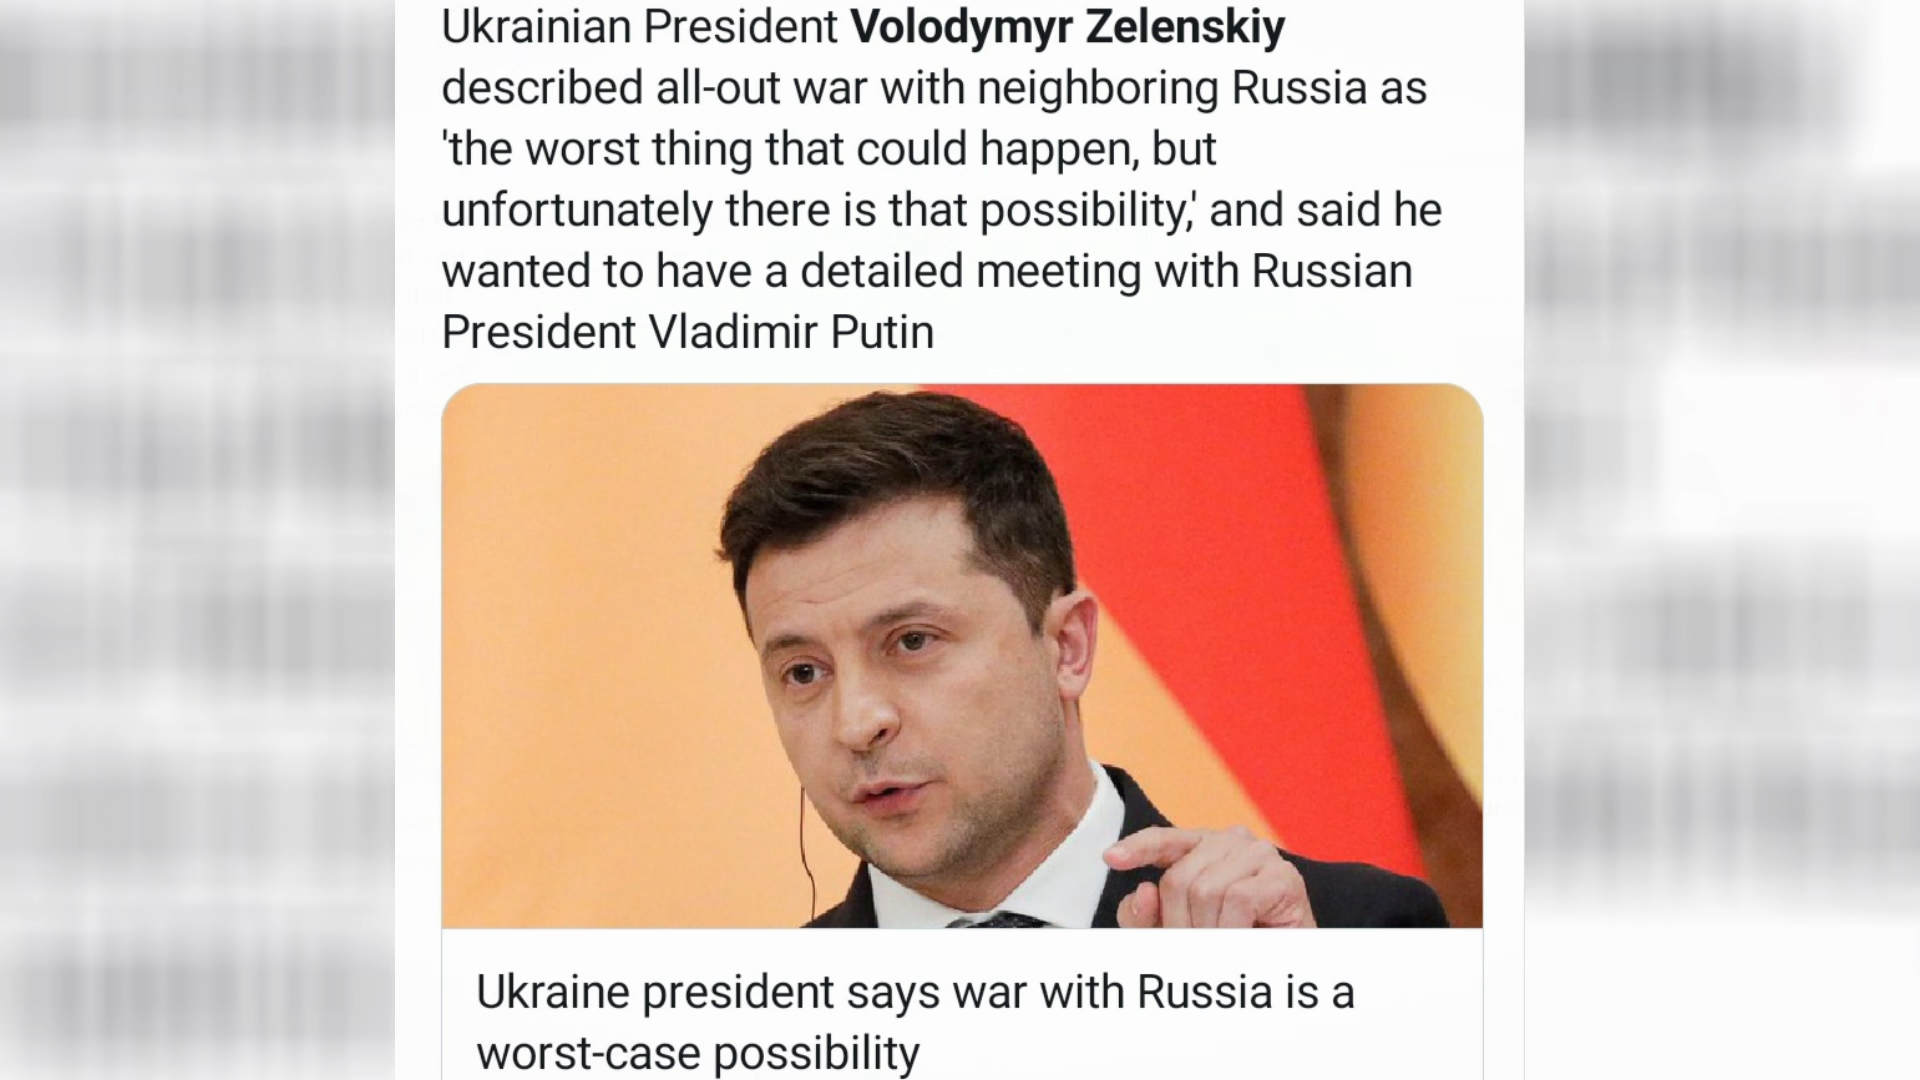 Ukrainian President Volodymyr Zelenskiy
described all-out war with neighboring Russia as
'the worst thing that could happen, but
unfortunately there is that possibility,' and said he
wanted to have a detailed meeting with Russian
President Vladimir Putin
Ukraine president says war with Russia is a
worst-case possibility